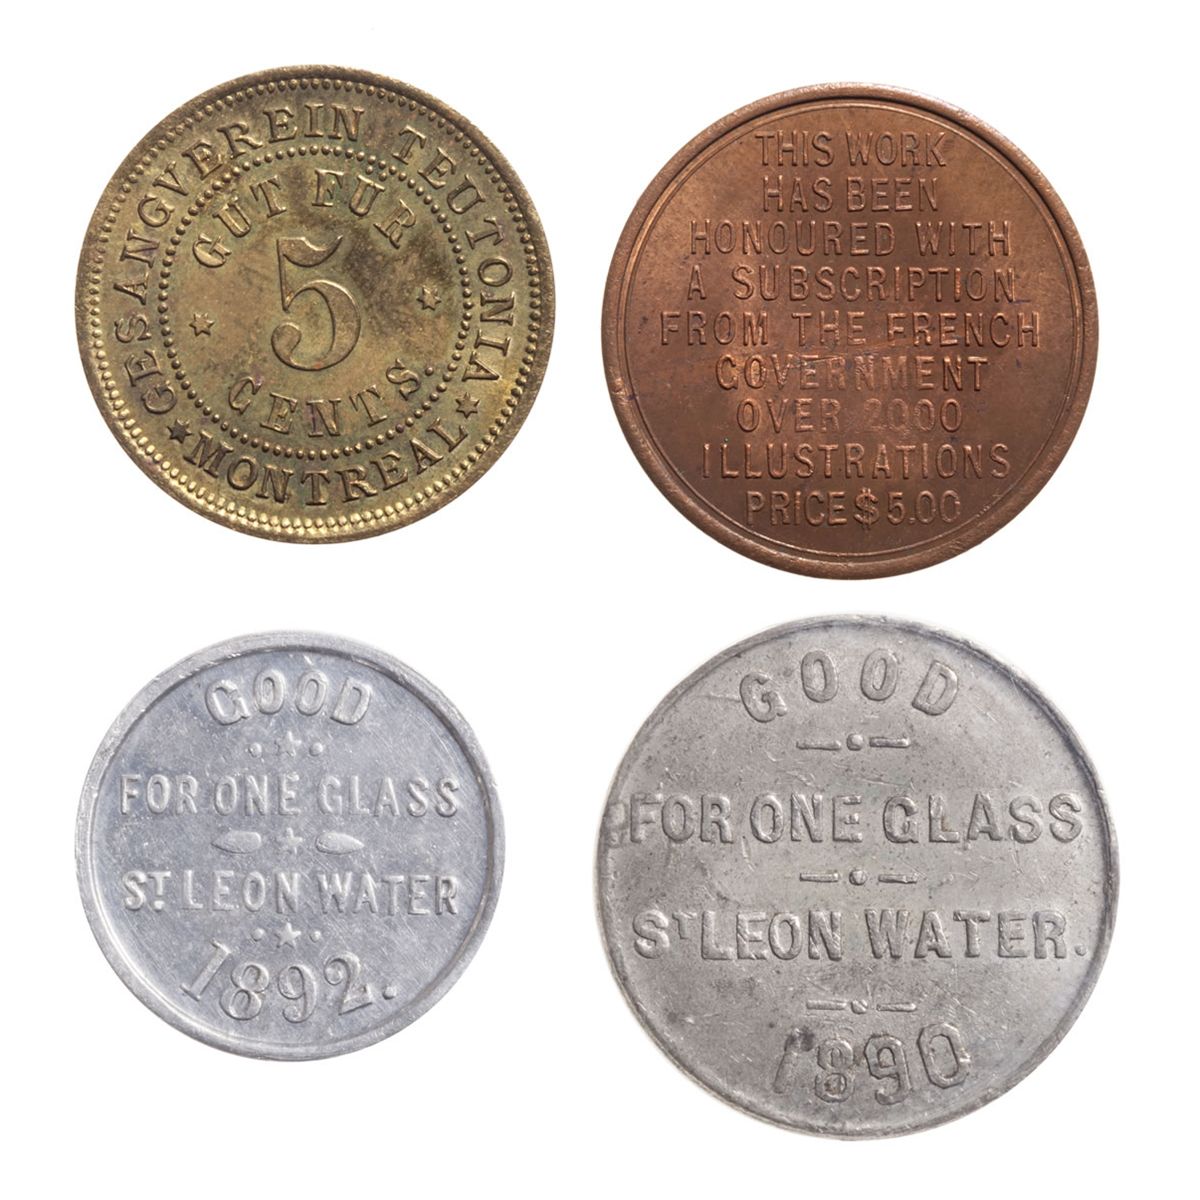 GESANGVEREIN TEUTONIA
MONTREAL
GUT FUR
5
CENTS.
THIS WORK
HAS BEEN
HONOURED WITH
A SUBSCRIPTION
FROM THE FRENCH
GOVERNMENT
OVER 2000
ILLUSTRATIONS
PRICE $5.00
GOOD
FOR ONE GLASS
ST. LEON WATER
1892.
GOOD
FOR ONE GLASS
ST LEON WATER.
1890